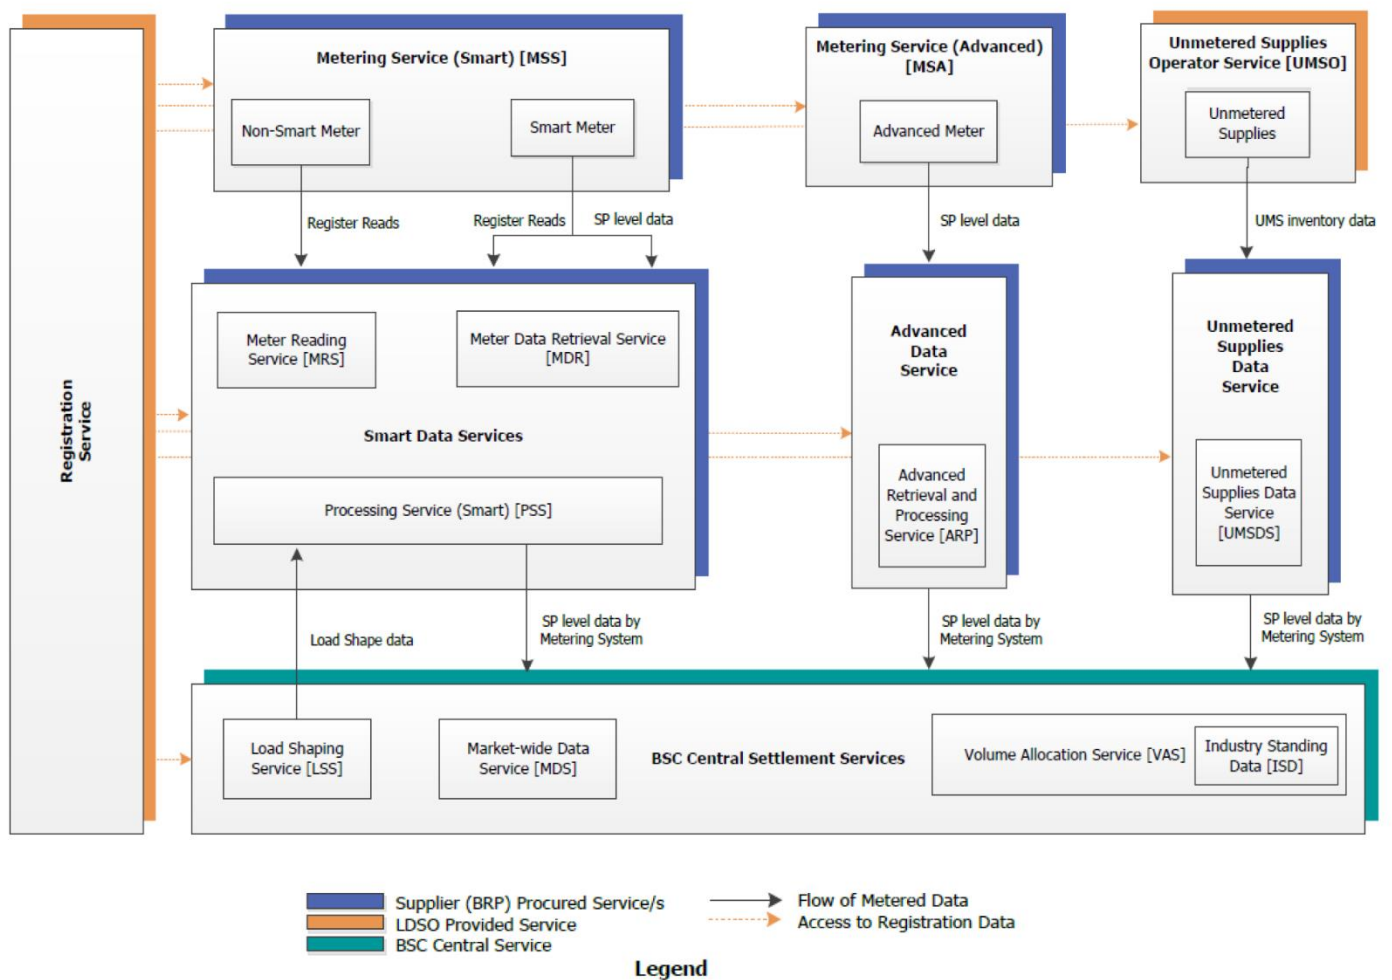 Registration
Service
Metering Service (Smart) [MSS]
Non-Smart Meter
Smart Meter
Metering Service (Advanced)
[MSA]
Advanced Meter
Unmetered Supplies
Operator Service [UMSO]
Unmetered
Supplies
Register Reads
Register Reads
SP level data
SP level data
UMS inventory data
Meter Reading
Service [MRS]
Meter Data Retrieval Service
[MDR]
Smart Data Services
Processing Service (Smart) [PSS]
Advanced
Data
Service
Advanced
Retrieval and
Processing
Service [ARP]
Unmetered
Supplies
Data
Service
Unmetered
Supplies Data
Service
[UMSDS]
Load Shape data
SP level data by
Metering System
SP level data by
Metering System
SP level data by
Metering System
Load Shaping
Service [LSS]
Market-wide Data
Service [MDS]
BSC Central Settlement Services
Volume Allocation Service [VAS]
Industry Standing
Data [ISD]
Supplier (BRP) Procured Service/s
LDSO Provided Service
BSC Central Service
Flow of Metered Data
Access to Registration Data
Legend